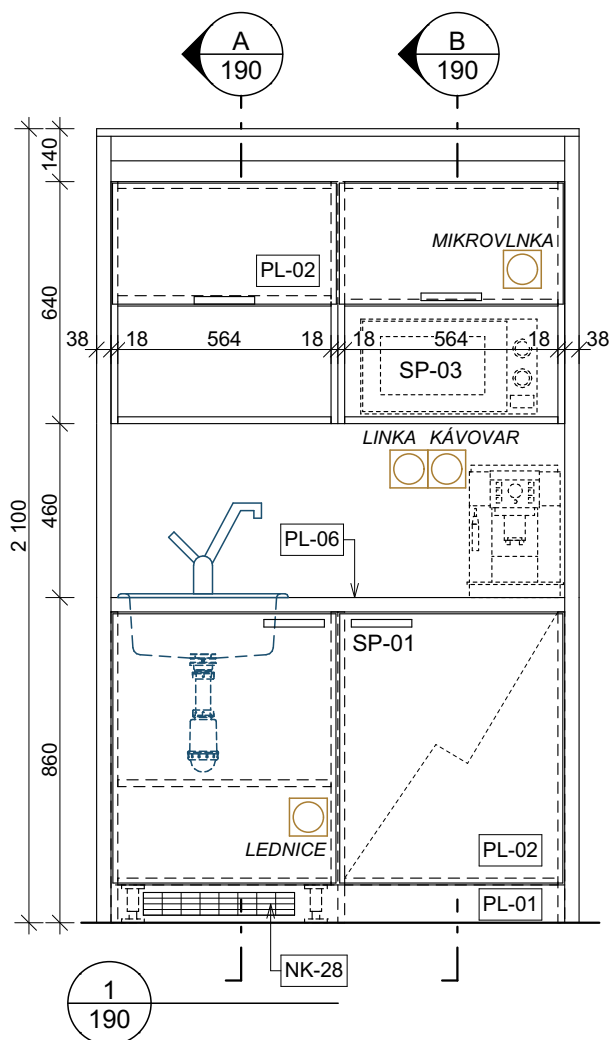 A
190
B
190
140
MIKROVLNKA
PL-02
640
38
18
564
18
18
564
18
38
SP-03
LINKA
KÁVOVAR
2 100
460
PL-06
SP-01
860
LEDNICE
PL-02
PL-01
NK-28
1
190